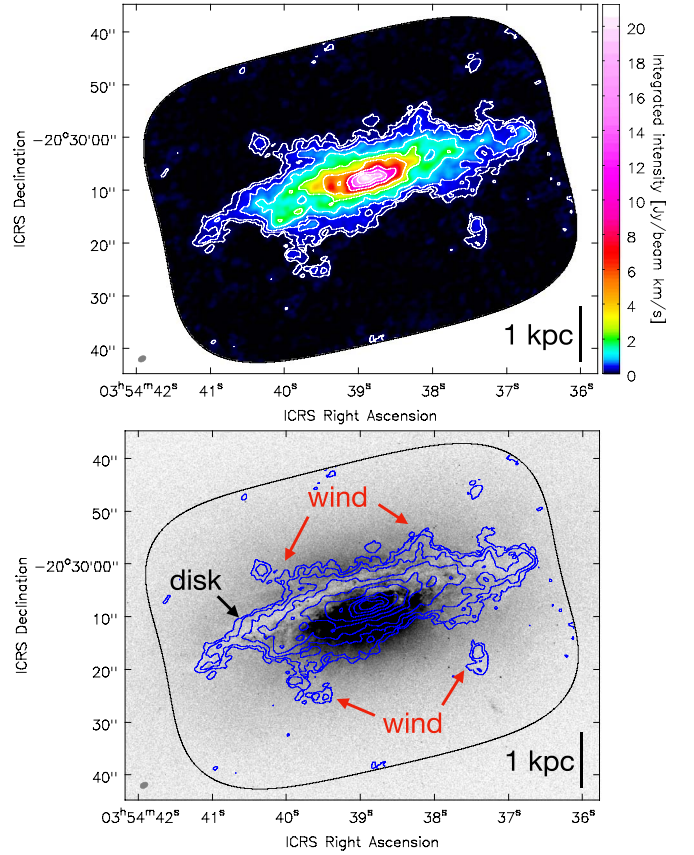 40''
50''
−20°30'00''
10''
20''
30''
40''
ICRS Declination
1 kpc
03ʰ54ᵐ42ˢ 41ˢ 40ˢ 39ˢ 38ˢ 37ˢ 36ˢ
ICRS Right Ascension
20
18
16
14
12
10
8
6
4
2
0
Integrated intensity [Jy/beam km/s]
40''
50''
−20°30'00''
10''
20''
30''
40''
ICRS Declination
wind
disk
wind
1 kpc
03ʰ54ᵐ42ˢ 41ˢ 40ˢ 39ˢ 38ˢ 37ˢ 36ˢ
ICRS Right Ascension